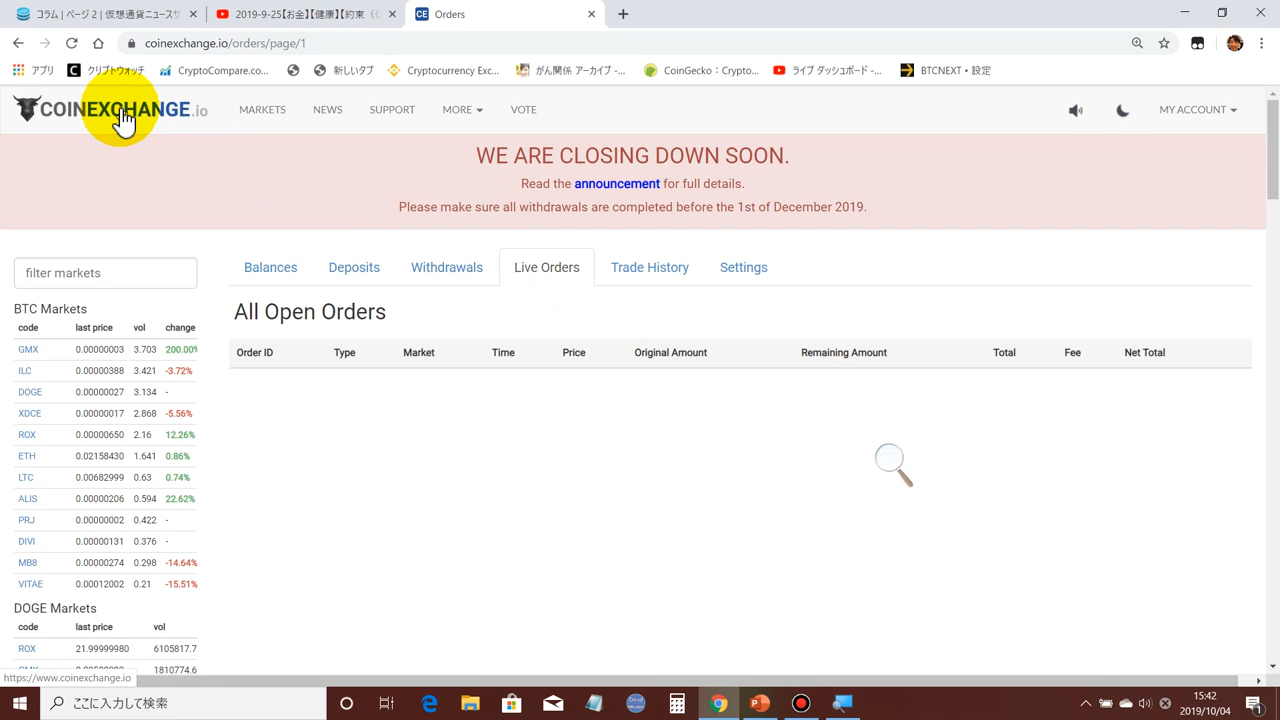 コラム | ページ 2 | 仮想通貨ニュースサ
2019-9-25【お金】【健康】【約束
Orders
coinexchange.io/orders/page/1
アプリ
クリプトウォッチ
CryptoCompare.co...
新しいタブ
Cryptocurrency Exc...
がん関係 アーカイブ - ...
CoinGecko：Crypto...
ライブ ダッシュボード - ...
BTCNEXT・設定
COINEXCHANGE.io
MARKETS
NEWS
SUPPORT
MORE
VOTE
MY ACCOUNT
WE ARE CLOSING DOWN SOON.
Read the announcement for full details.
Please make sure all withdrawals are completed before the 1st of December 2019.
filter markets
Balances
Deposits
Withdrawals
Live Orders
Trade History
Settings
All Open Orders
Order ID Type Market Time Price Original Amount Remaining Amount Total Fee Net Total
BTC Markets
code last price vol change
GMX 0.00000003 3.703 200.00%
ILC 0.00000388 3.421 -3.72%
DOGE 0.00000027 3.134 -
XDCE 0.00000017 2.868 -5.56%
ROX 0.00000650 2.16 12.26%
ETH 0.02158430 1.641 0.86%
LTC 0.00682999 0.63 0.74%
ALIS 0.00000206 0.594 22.62%
PRJ 0.00000002 0.422 -
DIVI 0.00000131 0.376 -
MB8 0.00000274 0.298 -14.64%
VITAE 0.00012002 0.21 -15.51%
DOGE Markets
code last price vol
ROX 21.99999980 6105817.7
1810774.6
https://www.coinexchange.io
ここに入力して検索
15:42
2019/10/04